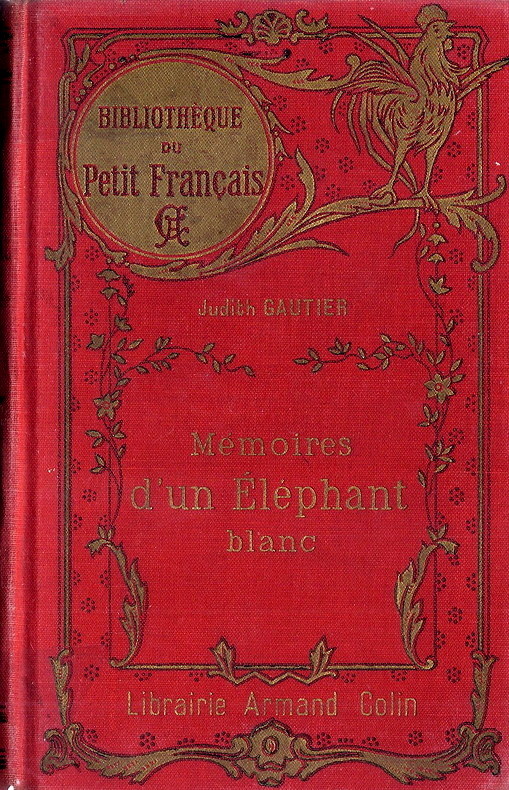 BIBLIOTHÈQUE
DU
Petit Français
Judith GAUTIER
Mémoires
d'un Éléphant
blanc
Librairie Armand Colin